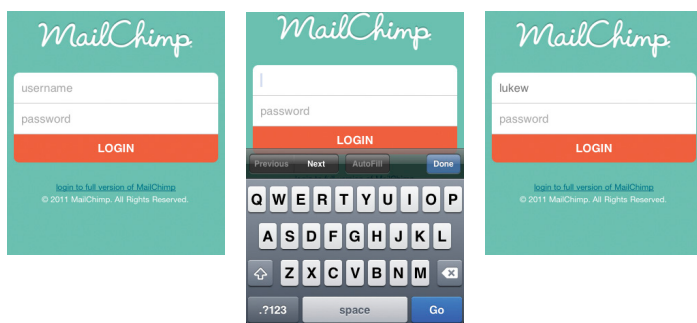 MailChimp
username
password
LOGIN
login to full version of MailChimp
© 2011 MailChimp. All Rights Reserved.
MailChimp
password
LOGIN
Previous Next AutoFill Done
Q W E R T Y U I O P
A S D F G H J K L
Z X C V B N M
.?123 space Go
MailChimp
lukew
password
LOGIN
login to full version of MailChimp
© 2011 MailChimp. All Rights Reserved.